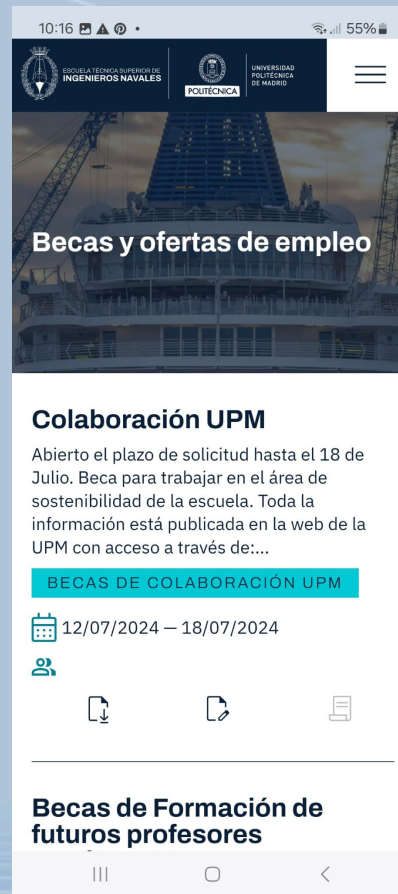 10:16
55%
ESCUELA TÉCNICA SUPERIOR DE
INGENIEROS NAVALES
POLITÉCNICA
UNIVERSIDAD
POLITÉCNICA
DE MADRID
Becas y ofertas de empleo
Colaboración UPM
Abierto el plazo de solicitud hasta el 18 de
Julio. Beca para trabajar en el área de
sostenibilidad de la escuela. Toda la
información está publicada en la web de la
UPM con acceso a través de:...
BECAS DE COLABORACIÓN UPM
12/07/2024 — 18/07/2024
Becas de Formación de
futuros profesores